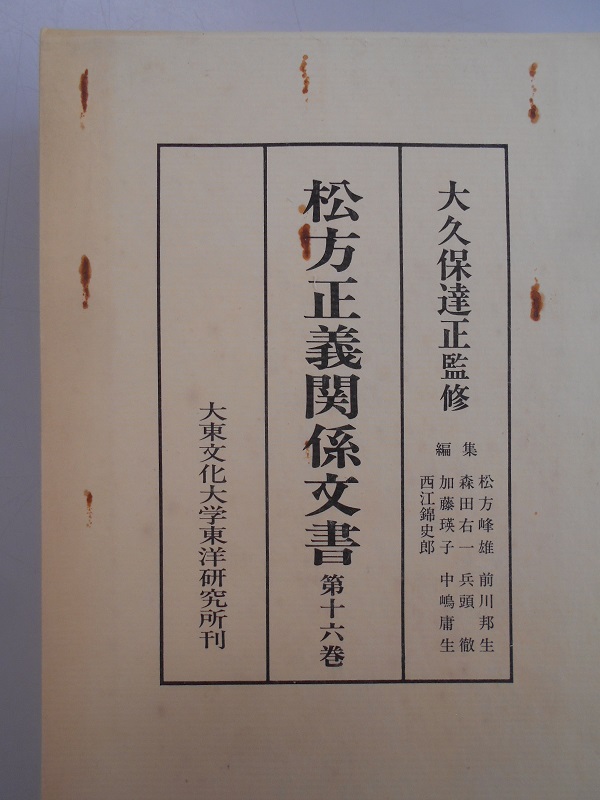 大久保達正監修
編集
松方峰雄 前川邦生
森田右一 兵頭徹
加藤瑛子 中嶋庸生
西江錦史郎
松方正義関係文書 第十六巻
大東文化大学東洋研究所刊